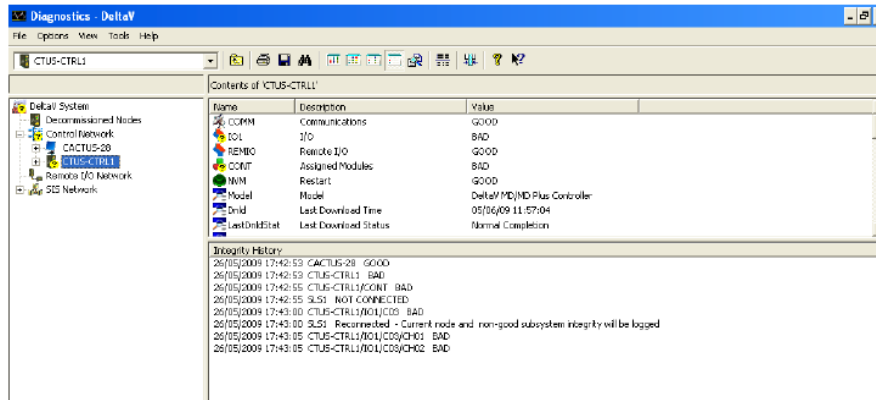 Diagnostics - DeltaV
File Options View Tools Help
CTUS-CTRL1
Contents of 'CTUS-CTRL1'
DeltaV System
Decommissioned Nodes
Control Network
CACTUS-28
CTUS-CTRL1
Remote I/O Network
SIS Network
Name Description Value
COMM Communications GOOD
IO1 I/O BAD
REMIO Remote I/O GOOD
CONT Assigned Modules BAD
NVM Restart GOOD
Model Model DeltaV MD/MD Plus Controller
Dnld Last Download Time 05/06/09 11:57:04
LastDnldStat Last Download Status Normal Completion
Integrity History
26/05/2009 17:42:53 CACTUS-28 GOOD
26/05/2009 17:42:53 CTUS-CTRL1 BAD
26/05/2009 17:42:55 CTUS-CTRL1/CONT BAD
26/05/2009 17:42:55 SLS1 NOT CONNECTED
26/05/2009 17:43:00 CTUS-CTRL1/IO1/C03 BAD
26/05/2009 17:43:00 SLS1 Reconnected - Current node and non-good subsystem integrity will be logged
26/05/2009 17:43:05 CTUS-CTRL1/IO1/C03/CH01 BAD
26/05/2009 17:43:05 CTUS-CTRL1/IO1/C03/CH02 BAD